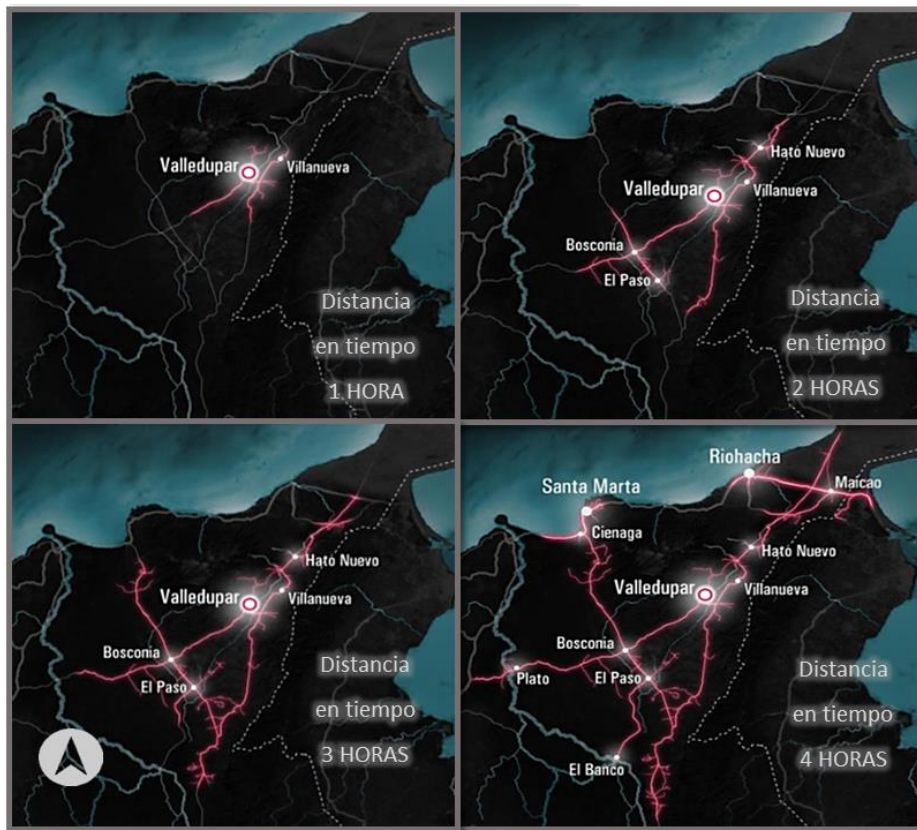 Valledupar
Villanueva
Distancia
en tiempo
1 HORA
Hato Nuevo
Valledupar
Villanueva
Bosconia
El Paso
Distancia
en tiempo
2 HORAS
Hato Nuevo
Valledupar
Villanueva
Bosconia
El Paso
Distancia
en tiempo
3 HORAS
Riohacha
Maicao
Santa Marta
Cienaga
Hato Nuevo
Valledupar
Villanueva
Bosconia
Plato
El Paso
Distancia
en tiempo
El Banco
4 HORAS